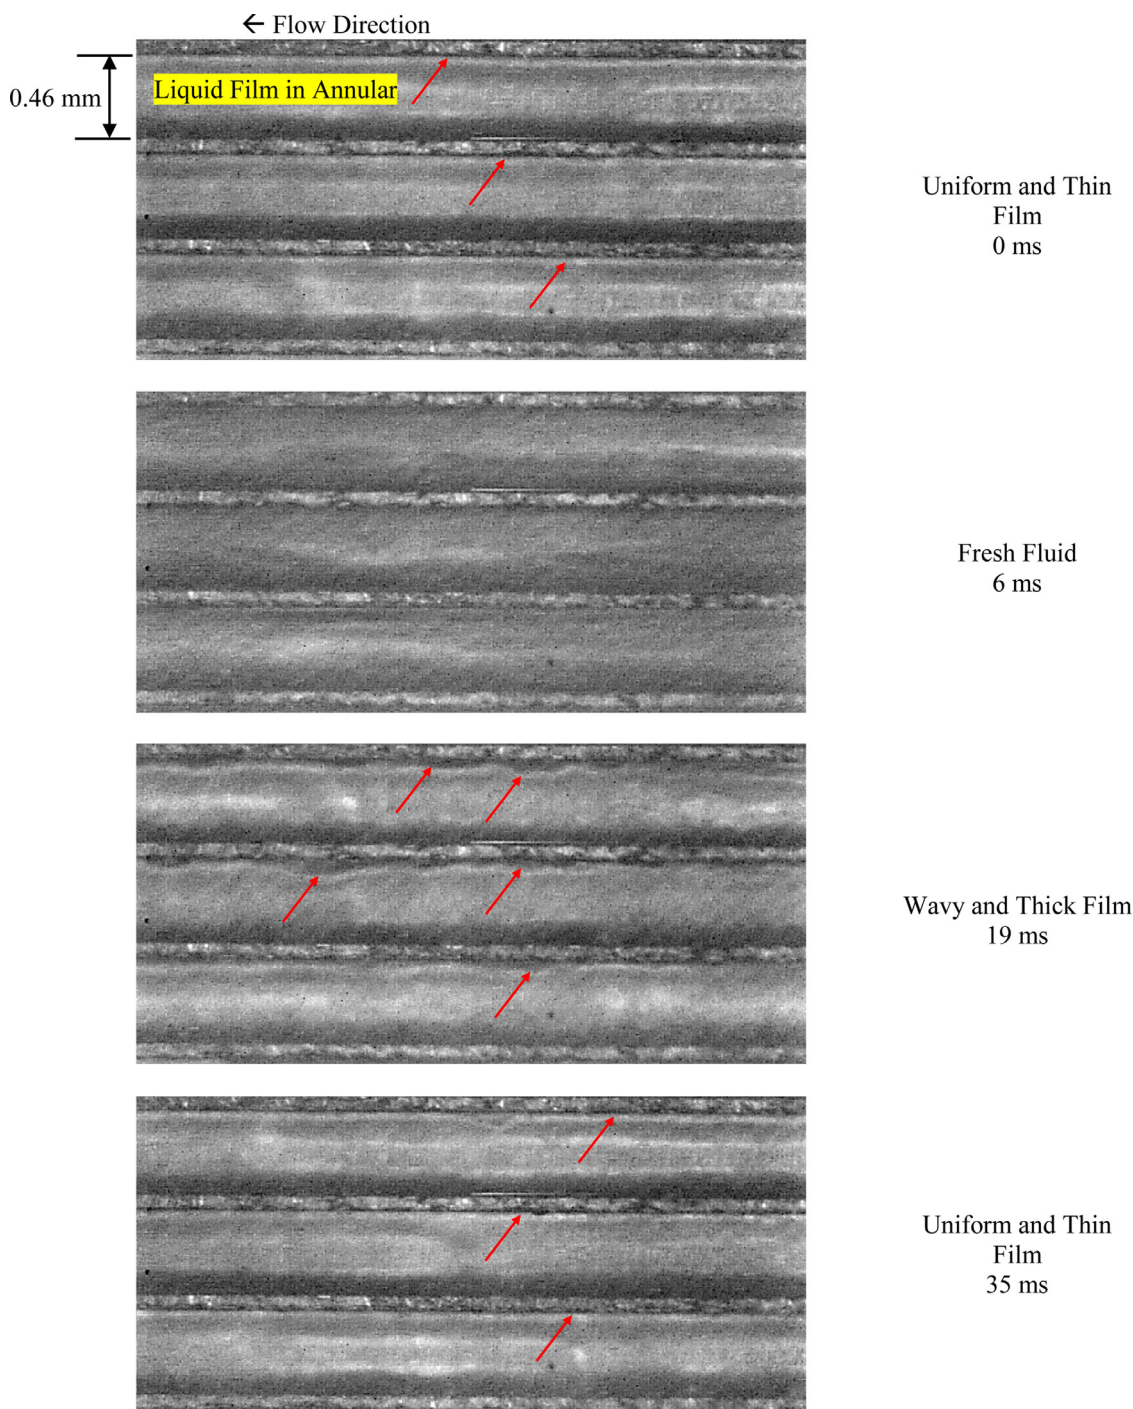 ← Flow Direction
0.46 mm
Liquid Film in Annular
Uniform and Thin
Film
0 ms
Fresh Fluid
6 ms
Wavy and Thick Film
19 ms
Uniform and Thin
Film
35 ms